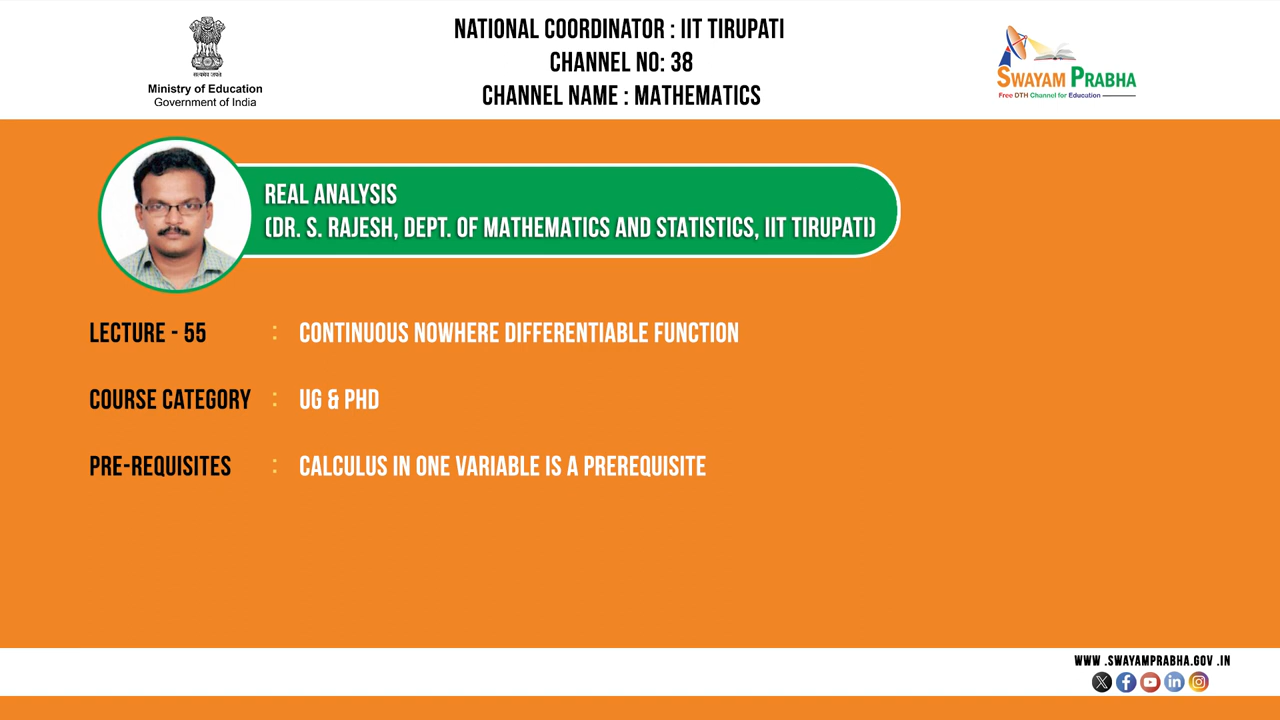 NATIONAL COORDINATOR : IIT TIRUPATI
CHANNEL NO: 38
CHANNEL NAME : MATHEMATICS
सत्यमेव जयते
Ministry of Education
Government of India
SWAYAM PRABHA
Free DTH Channel for Education
REAL ANALYSIS
(DR. S. RAJESH, DEPT. OF MATHEMATICS AND STATISTICS, IIT TIRUPATI)
LECTURE - 55 : CONTINUOUS NOWHERE DIFFERENTIABLE FUNCTION
COURSE CATEGORY : UG & PHD
PRE-REQUISITES : CALCULUS IN ONE VARIABLE IS A PREREQUISITE
WWW .SWAYAMPRABHA.GOV .IN